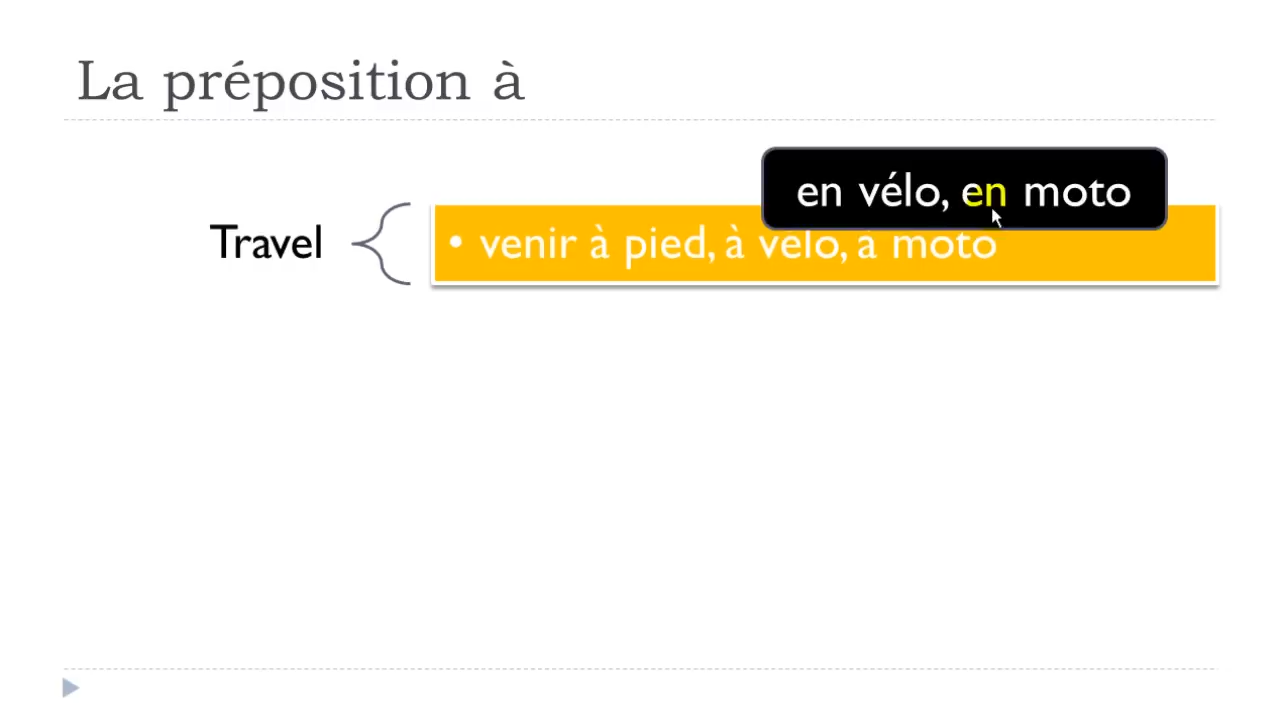 La préposition à
en vélo, en moto
Travel
• venir à pied, à vélo, à moto